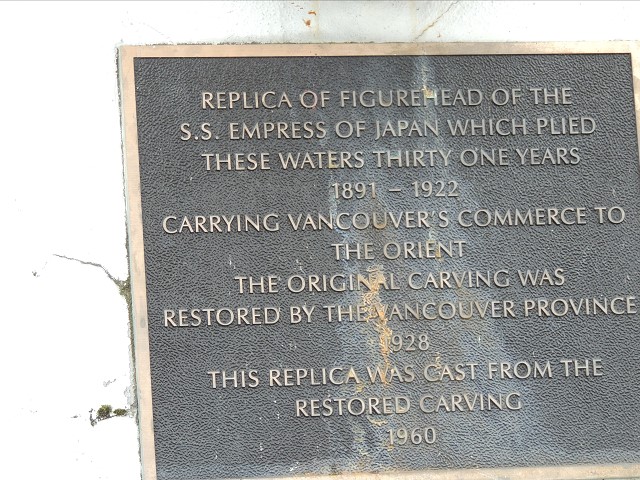 REPLICA OF FIGUREHEAD OF THE
S.S. EMPRESS OF JAPAN WHICH PLIED
THESE WATERS THIRTY ONE YEARS
1891 – 1922
CARRYING VANCOUVER'S COMMERCE TO
THE ORIENT
THE ORIGINAL CARVING WAS
RESTORED BY THE VANCOUVER PROVINCE
1928
THIS REPLICA WAS CAST FROM THE
RESTORED CARVING
1960